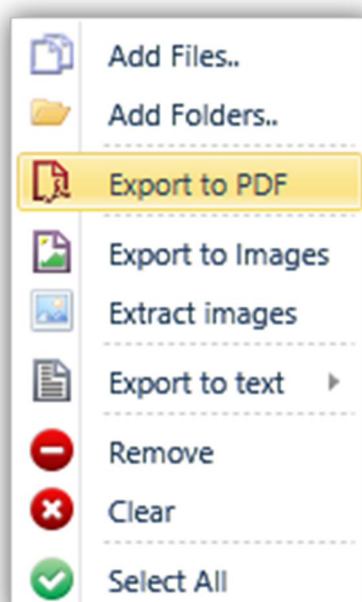 Add Files..
Add Folders..
Export to PDF
Export to Images
Extract images
Export to text
Remove
Clear
Select All